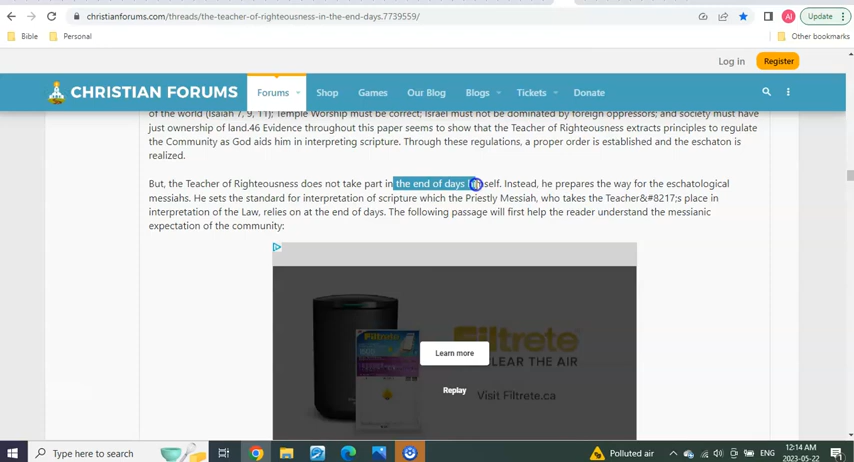 christianforums.com/threads/the-teacher-of-righteousness-in-the-end-days.7739559/
AI
Update
Bible
Personal
Other bookmarks
Log in
Register
CHRISTIAN FORUMS
Forums
Shop
Games
Our Blog
Blogs
Tickets
Donate
of the world (Isaiah 7, 9, 11); Temple Worship must be correct; Israel must not be dominated by foreign oppressors; and society must have
just ownership of land.46 Evidence throughout this paper seems to show that the Teacher of Righteousness extracts principles to regulate
the Community as God aids him in interpreting scripture. Through these regulations, a proper order is established and the eschaton is
realized.
But, the Teacher of Righteousness does not take part in the end of days himself. Instead, he prepares the way for the eschatological
messiahs. He sets the standard for interpretation of scripture which the Priestly Messiah, who takes the Teacher&#8217;s place in
interpretation of the Law, relies on at the end of days. The following passage will first help the reader understand the messianic
expectation of the community:
Filtrete
Filtrete
CLEAR THE AIR
Learn more
Replay
Visit Filtrete.ca
Type here to search
Polluted air
ENG
12:14 AM
2023-05-22